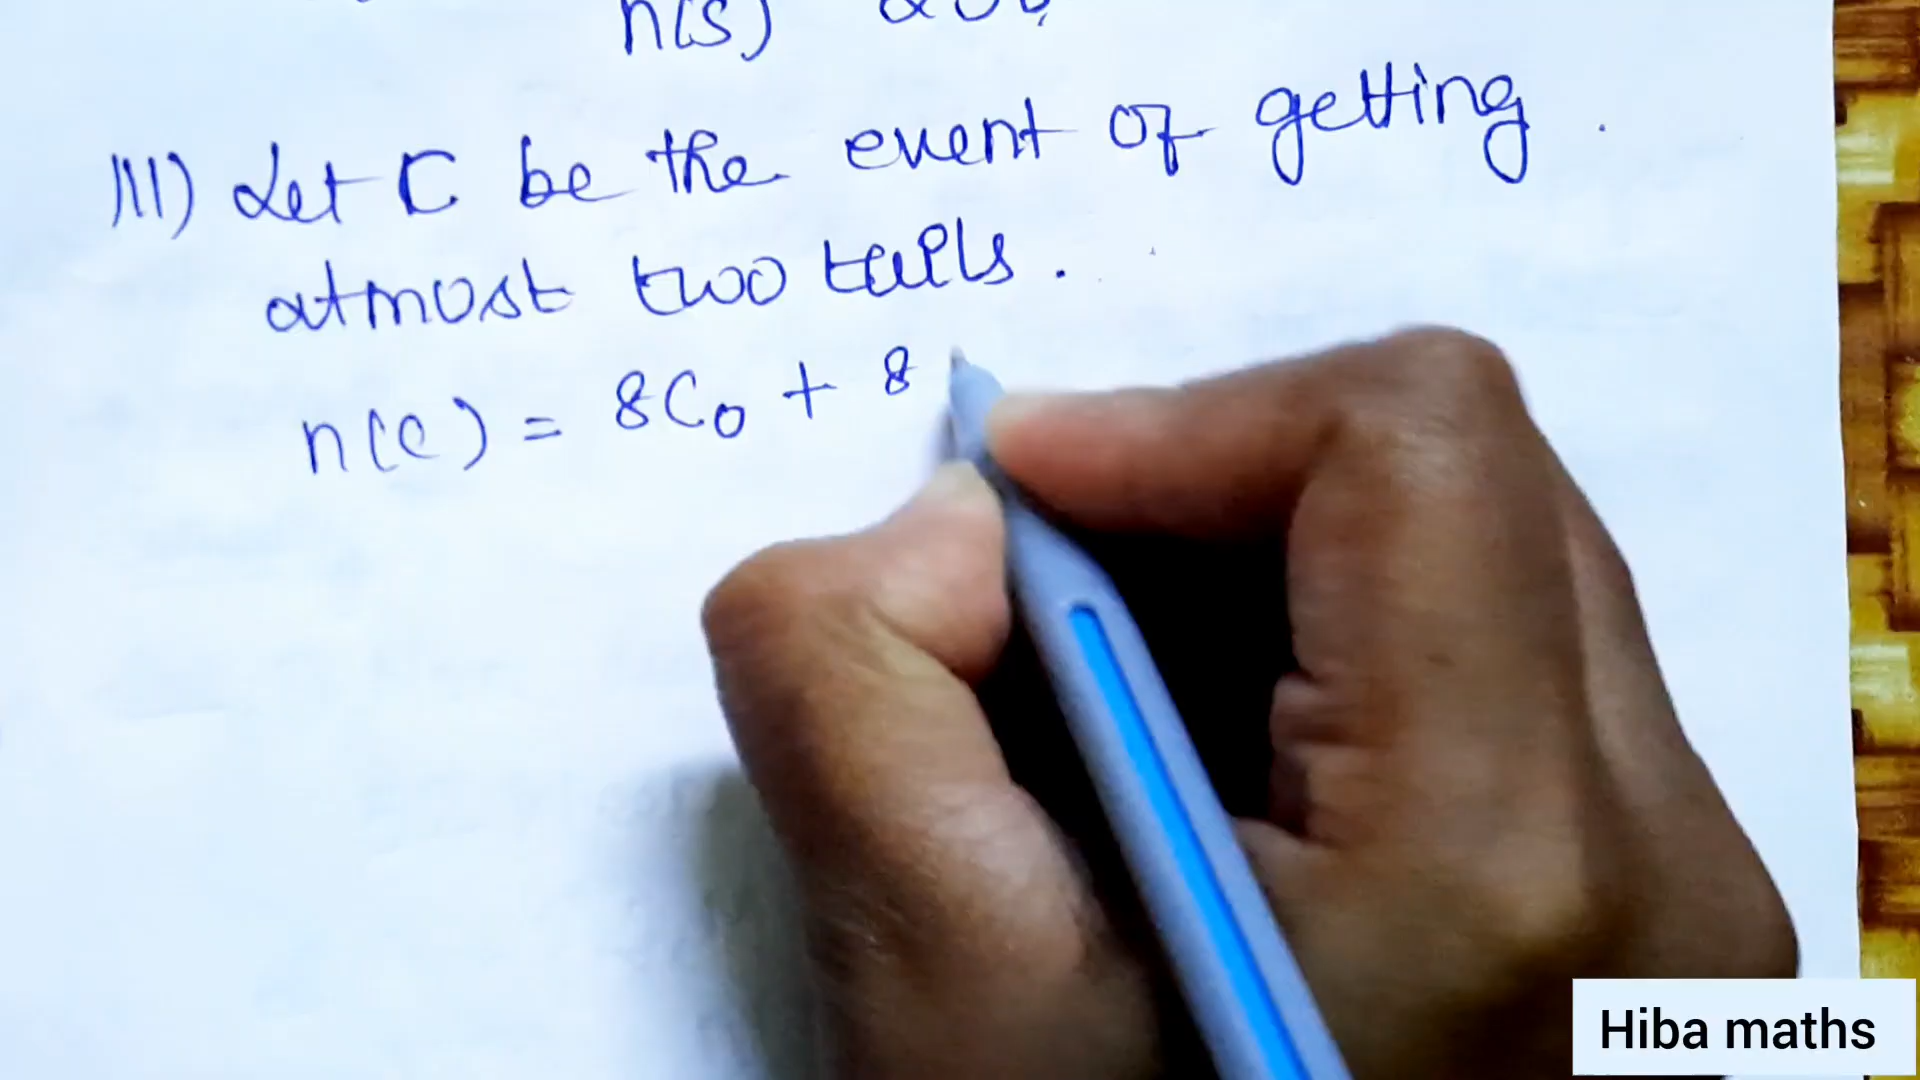 n(s)
III) Let C be the event of getting
atmost two tails.
n(C) = 8C₀ + 8
Hiba maths